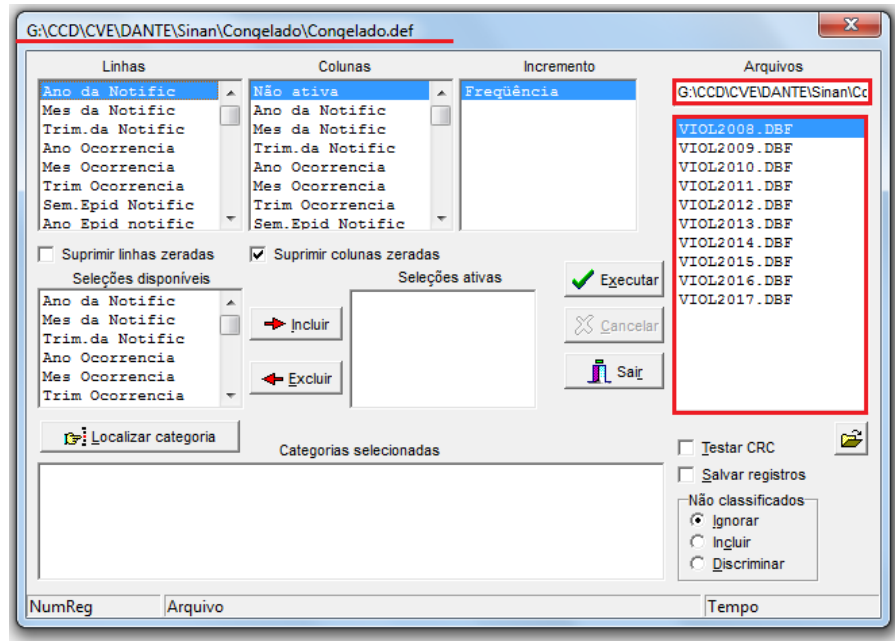 G:\CCD\CVE\DANTE\Sinan\Congelado\Congelado.def
Linhas
Ano da Notific
Mes da Notific
Trim.da Notific
Ano Ocorrencia
Mes Ocorrencia
Trim Ocorrencia
Sem.Epid Notific
Ano Epid notific
Suprimir linhas zeradas
Colunas
Não ativa
Ano da Notific
Mes da Notific
Trim.da Notific
Ano Ocorrencia
Mes Ocorrencia
Trim Ocorrencia
Sem.Epid Notific
Suprimir colunas zeradas
Incremento
Freqüência
Arquivos
G:\CCD\CVE\DANTE\Sinan\Cc
VIOL2008.DBF
VIOL2009.DBF
VIOL2010.DBF
VIOL2011.DBF
VIOL2012.DBF
VIOL2013.DBF
VIOL2014.DBF
VIOL2015.DBF
VIOL2016.DBF
VIOL2017.DBF
Seleções disponíveis
Ano da Notific
Mes da Notific
Trim.da Notific
Ano Ocorrencia
Mes Ocorrencia
Trim Ocorrencia
Incluir
Excluir
Seleções ativas
Executar
Cancelar
Sair
Localizar categoria
Categorias selecionadas
Testar CRC
Salvar registros
Não classificados
Ignorar
Incluir
Discriminar
NumReg
Arquivo
Tempo